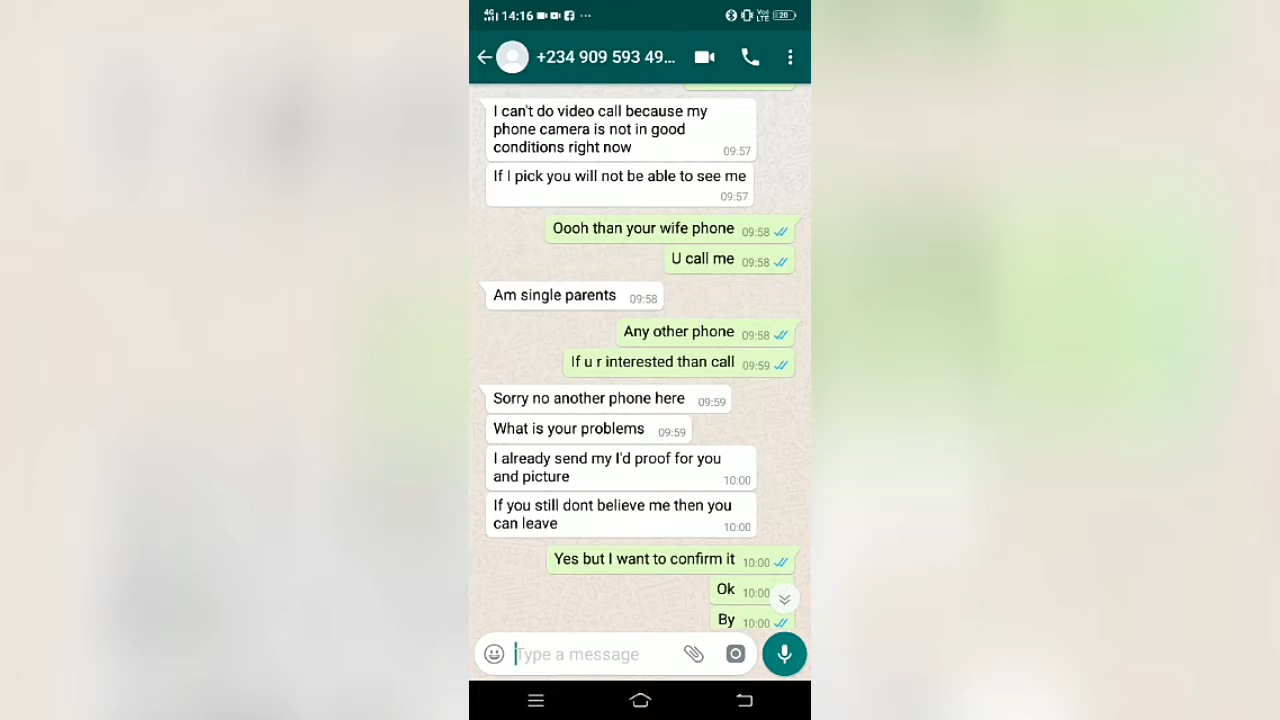 4G 14:16 ... Vo) LTE 20
+234 909 593 49...
I can't do video call because my
phone camera is not in good
conditions right now 09:57
If I pick you will not be able to see me
09:57
Oooh than your wife phone 09:58
U call me 09:58
Am single parents 09:58
Any other phone 09:58
If u r interested than call 09:59
Sorry no another phone here 09:59
What is your problems 09:59
I already send my I'd proof for you
and picture 10:00
If you still dont believe me then you
can leave 10:00
Yes but I want to confirm it 10:00
Ok 10:00
By 10:00
Type a message